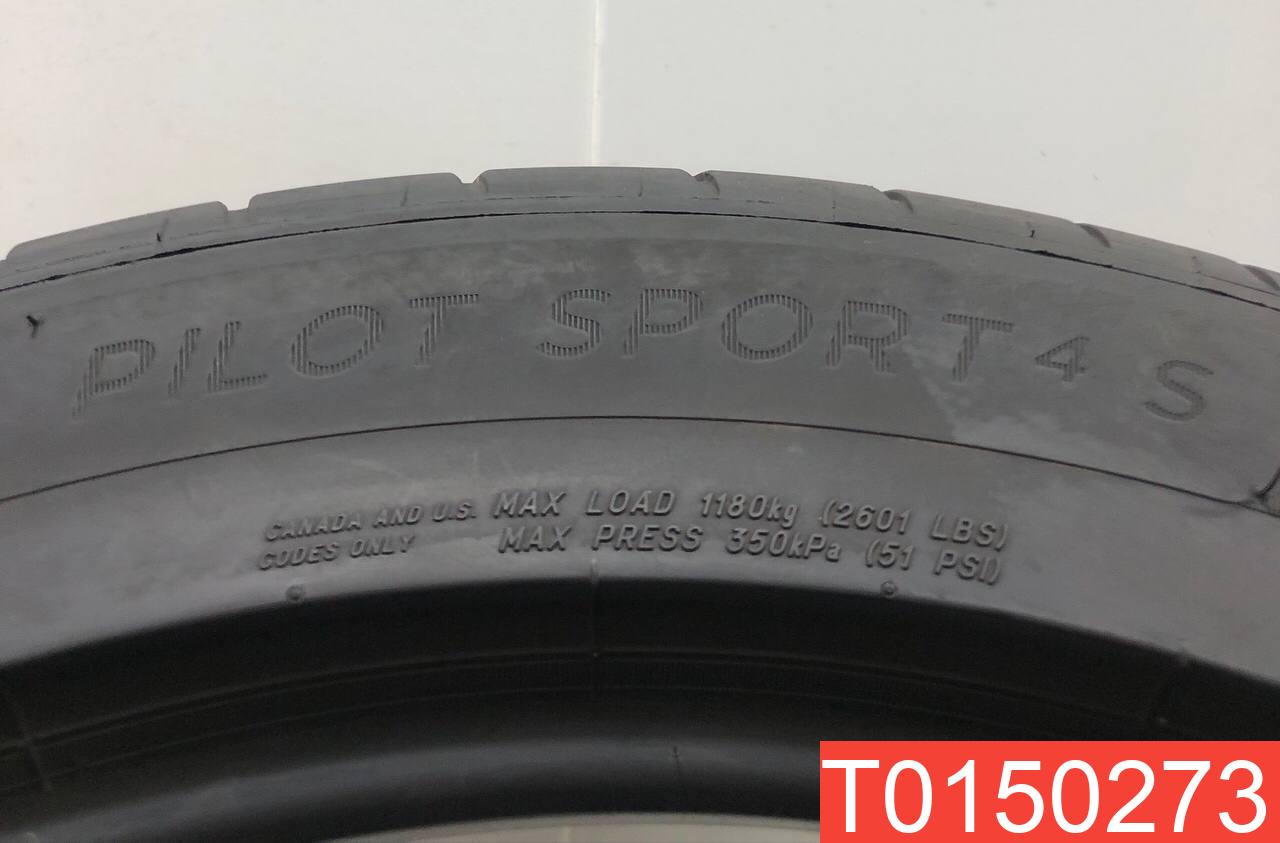 PILOT SPORT 4 S
CANADA AND U.S. CODES ONLY
MAX LOAD 1180kg (2601 LBS)
MAX PRESS 350kPa (51 PSI)
T0150273